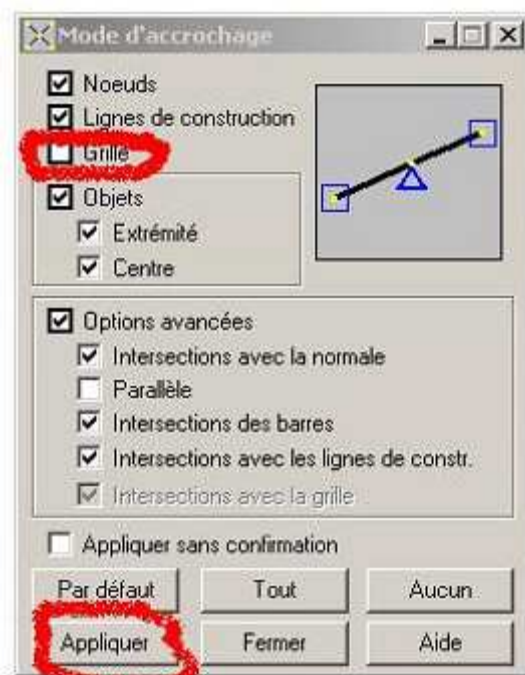 Mode d'accrochage
Noeuds
Lignes de construction
Grille
Objets
Extrémité
Centre
Options avancées
Intersections avec la normale
Parallèle
Intersections des barres
Intersections avec les lignes de constr.
Intersections avec la grille
Appliquer sans confirmation
Par défaut Tout Aucun
Appliquer Fermer Aide